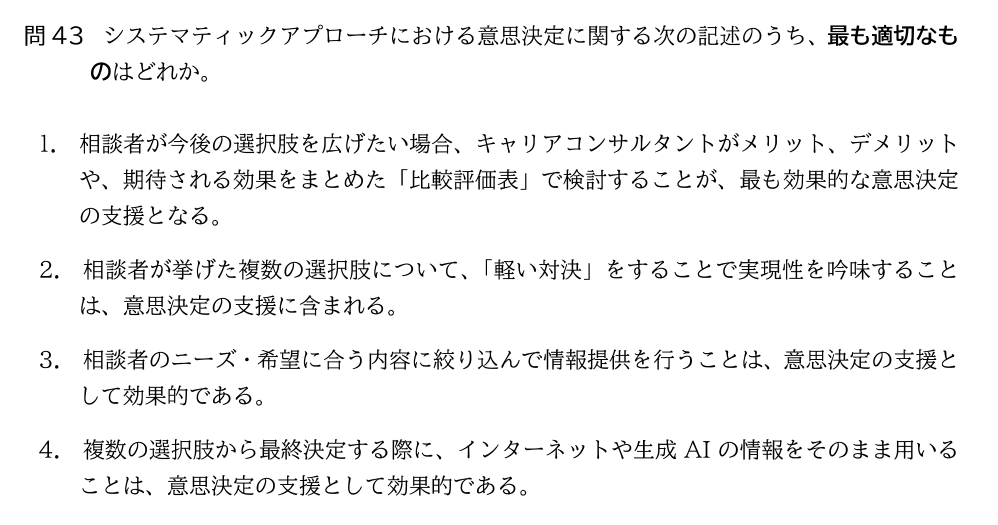 問 43　システマティックアプローチにおける意思決定に関する次の記述のうち、最も適切なも
のはどれか。
1.　相談者が今後の選択肢を広げたい場合、キャリアコンサルタントがメリット、デメリット
や、期待される効果をまとめた「比較評価表」で検討することが、最も効果的な意思決定
の支援となる。
2.　相談者が挙げた複数の選択肢について、「軽い対決」をすることで実現性を吟味すること
は、意思決定の支援に含まれる。
3.　相談者のニーズ・希望に合う内容に絞り込んで情報提供を行うことは、意思決定の支援と
して効果的である。
4.　複数の選択肢から最終決定する際に、インターネットや生成 AI の情報をそのまま用いる
ことは、意思決定の支援として効果的である。